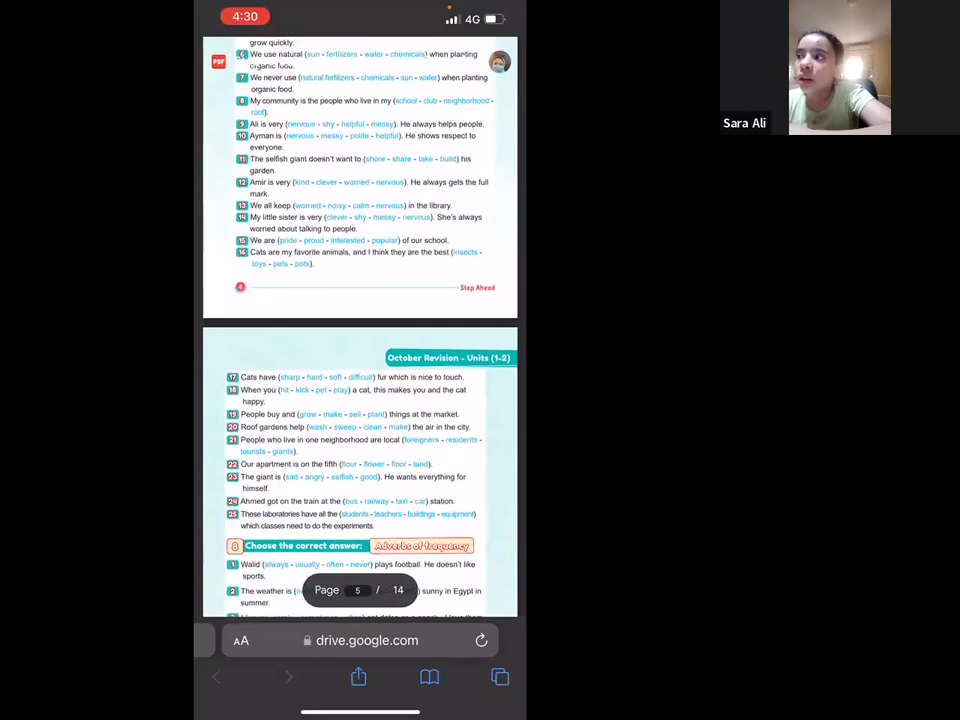 4:30
4G
grow quickly.
PDF
6 We use natural (sun - fertilizers - water - chemicals) when planting
organic food.
7 We never use (natural fertilizers - chemicals - sun - water) when planting
organic food.
8 My community is the people who live in my (school - club - neighborhood -
roof).
9 Ali is very (nervous - shy - helpful - messy). He always helps people.
10 Ayman is (nervous - messy - polite - helpful). He shows respect to
everyone.
11 The selfish giant doesn't want to (shore - share - take - build) his
garden.
12 Amir is very (kind - clever - worried - nervous). He always gets the full
mark.
13 We all keep (worried - noisy - calm - nervous) in the library.
14 My little sister is very (clever - shy - messy - nervous). She's always
worried about talking to people.
15 We are (pride - proud - interested - popular) of our school.
16 Cats are my favorite animals, and I think they are the best (insects -
toys - pets - pots).
4
Step Ahead
October Revision - Units (1-2)
17 Cats have (sharp - hard - soft - difficult) fur which is nice to touch.
18 When you (hit - kick - pet - play) a cat, this makes you and the cat
happy.
19 People buy and (grow - make - sell - plant) things at the market.
20 Roof gardens help (wash - sweep - clean - make) the air in the city.
21 People who live in one neighborhood are local (foreigners - residents -
tourists - giants).
22 Our apartment is on the fifth (flour - flower - floor - land).
23 The giant is (sad - angry - selfish - good). He wants everything for
himself.
24 Ahmed got on the train at the (bus - railway - taxi - car) station.
25 These laboratories have all the (students - teachers - buildings - equipment)
which classes need to do the experiments.
8 Choose the correct answer: Adverbs of frequency
1 Walid (always - usually - often - never) plays football. He doesn't like
sports.
2 The weather is sunny in Egypt in
summer.
Page 5 / 14
AA drive.google.com
Sara Ali